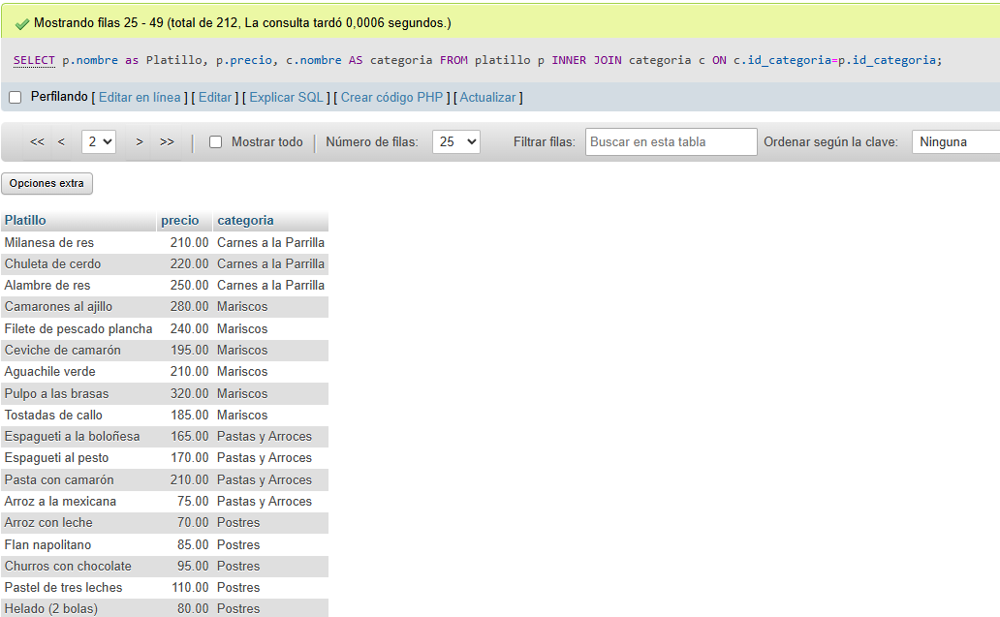 Mostrando filas 25 - 49 (total de 212, La consulta tardó 0,0006 segundos.)
SELECT p.nombre as Platillo, p.precio, c.nombre AS categoria FROM platillo p INNER JOIN categoria c ON c.id_categoria=p.id_categoria;
Perfilando [ Editar en línea ] [ Editar ] [ Explicar SQL ] [ Crear código PHP ] [ Actualizar ]
<< < 2 > >> | Mostrar todo | Número de filas: 25 Filtrar filas: Buscar en esta tabla Ordenar según la clave: Ninguna
Opciones extra
Platillo precio categoria
Milanesa de res 210.00 Carnes a la Parrilla
Chuleta de cerdo 220.00 Carnes a la Parrilla
Alambre de res 250.00 Carnes a la Parrilla
Camarones al ajillo 280.00 Mariscos
Filete de pescado plancha 240.00 Mariscos
Ceviche de camarón 195.00 Mariscos
Aguachile verde 210.00 Mariscos
Pulpo a las brasas 320.00 Mariscos
Tostadas de callo 185.00 Mariscos
Espagueti a la boloñesa 165.00 Pastas y Arroces
Espagueti al pesto 170.00 Pastas y Arroces
Pasta con camarón 210.00 Pastas y Arroces
Arroz a la mexicana 75.00 Pastas y Arroces
Arroz con leche 70.00 Postres
Flan napolitano 85.00 Postres
Churros con chocolate 95.00 Postres
Pastel de tres leches 110.00 Postres
Helado (2 bolas) 80.00 Postres